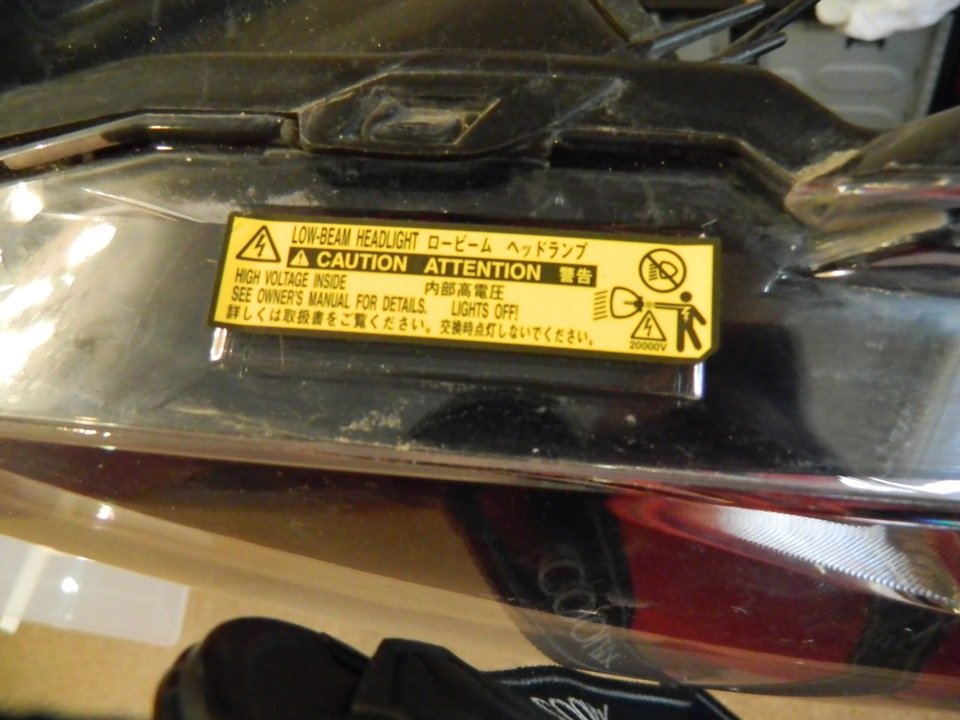 LOW-BEAM HEADLIGHT ロービーム ヘッドランプ
CAUTION ATTENTION 警告
HIGH VOLTAGE INSIDE 内部高電圧
SEE OWNER'S MANUAL FOR DETAILS. LIGHTS OFF!
詳しくは取扱書をご覧ください。交換時点灯しないでください。
20000V